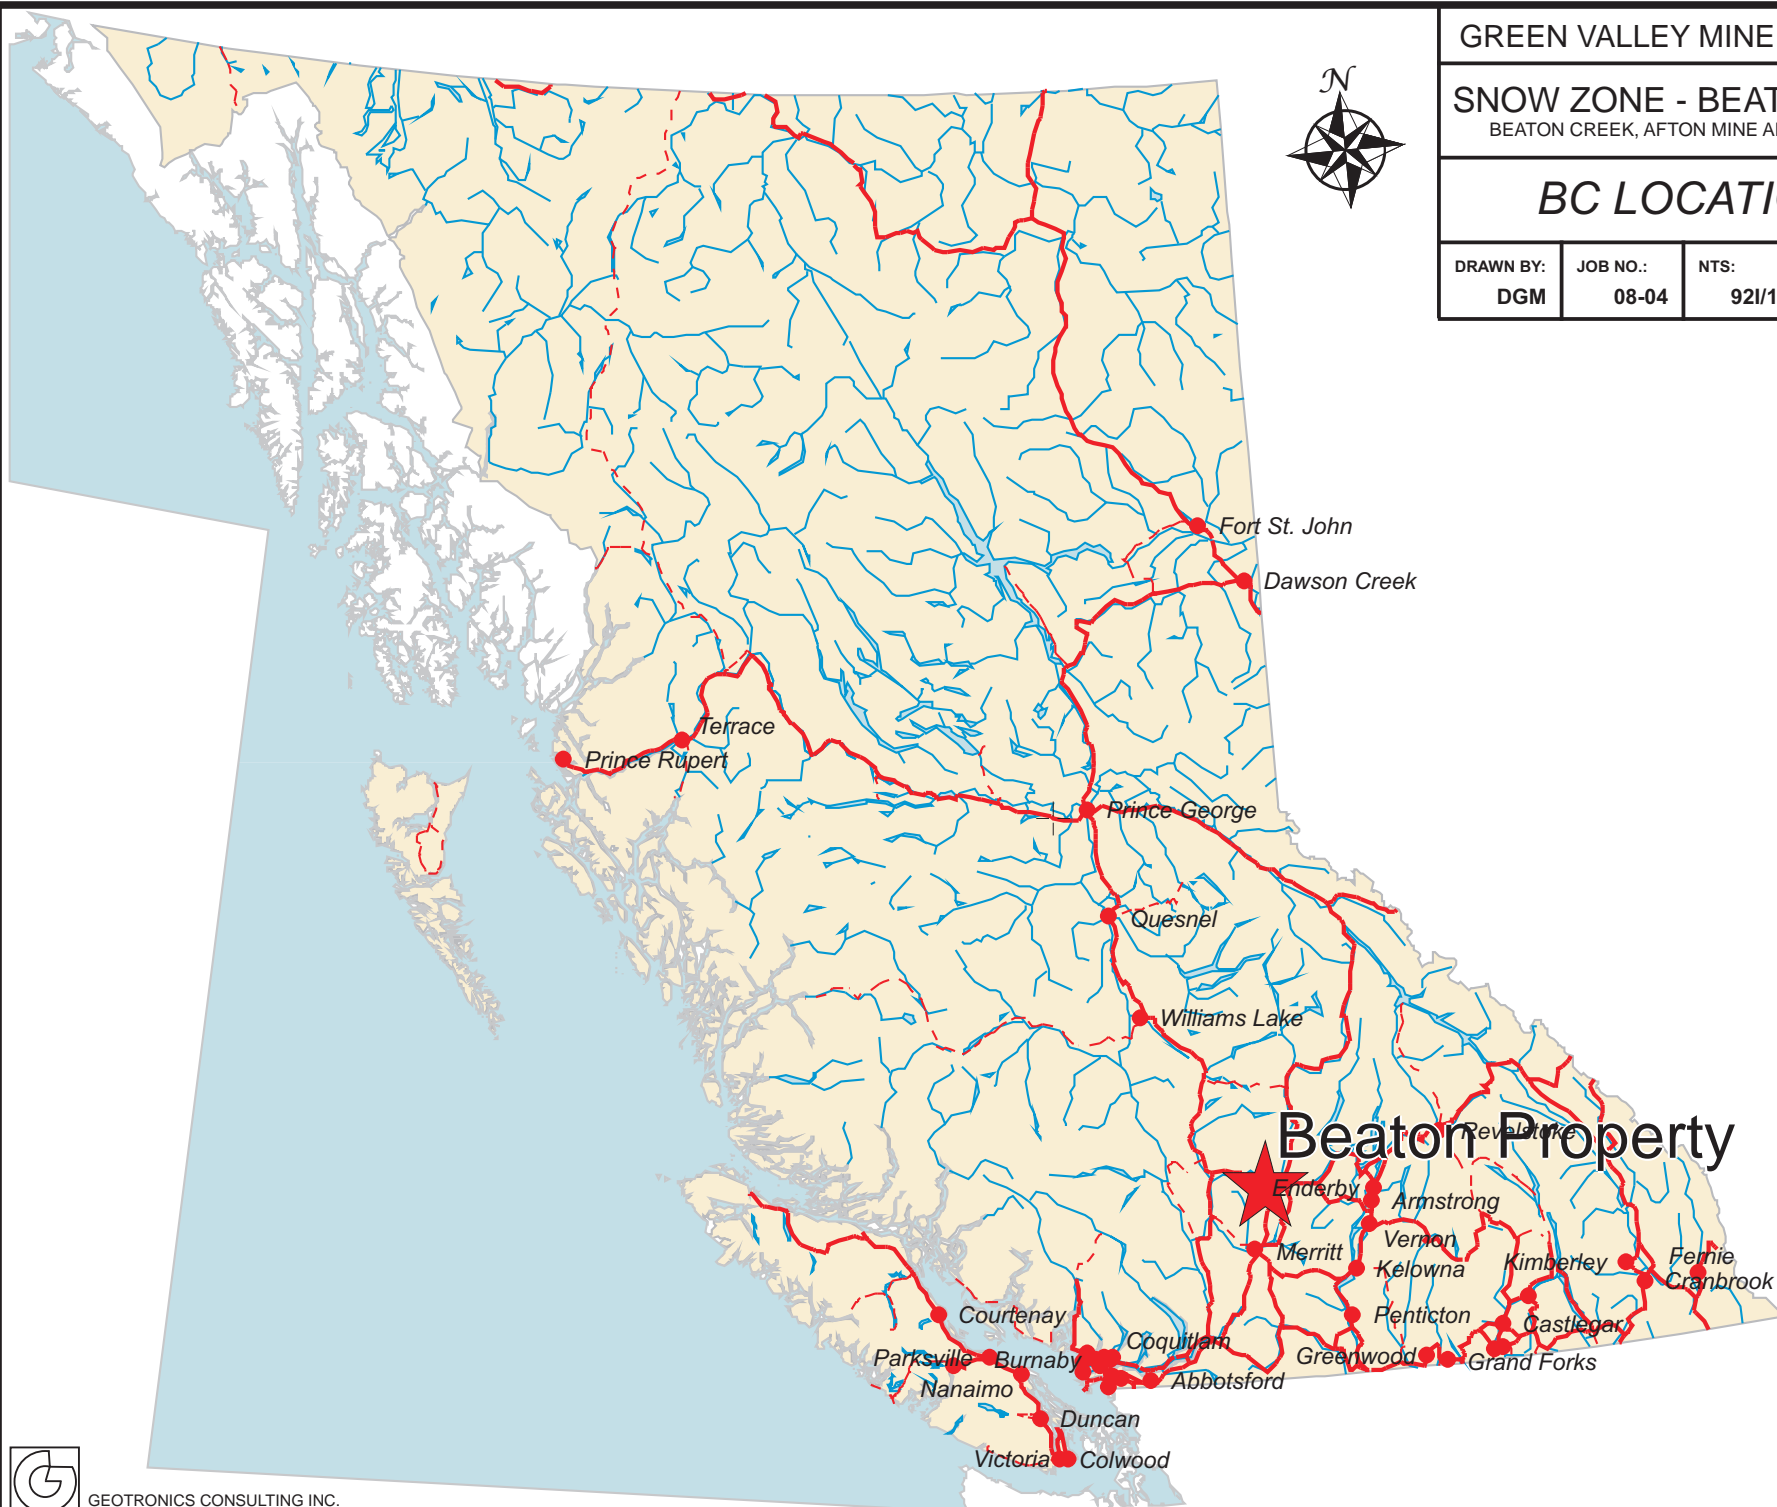 GREEN VALLEY MINE
SNOW ZONE - BEAT
BEATON CREEK, AFTON MINE A
BC LOCATI
DRAWN BY:
DGM
JOB NO.:
08-04
NTS:
92I/1
N
Fort St. John
Dawson Creek
Terrace
Prince Rupert
Prince George
Quesnel
Williams Lake
Beaton Property
Revelstoke
Enderby
Armstrong
Vernon
Merritt
Kelowna
Kimberley
Fernie
Cranbrook
Courtenay
Penticton
Castlegar
Coquitlam
Parksville
Burnaby
Greenwood
Grand Forks
Nanaimo
Abbotsford
Duncan
Victoria
Colwood
G
GEOTRONICS CONSULTING INC.